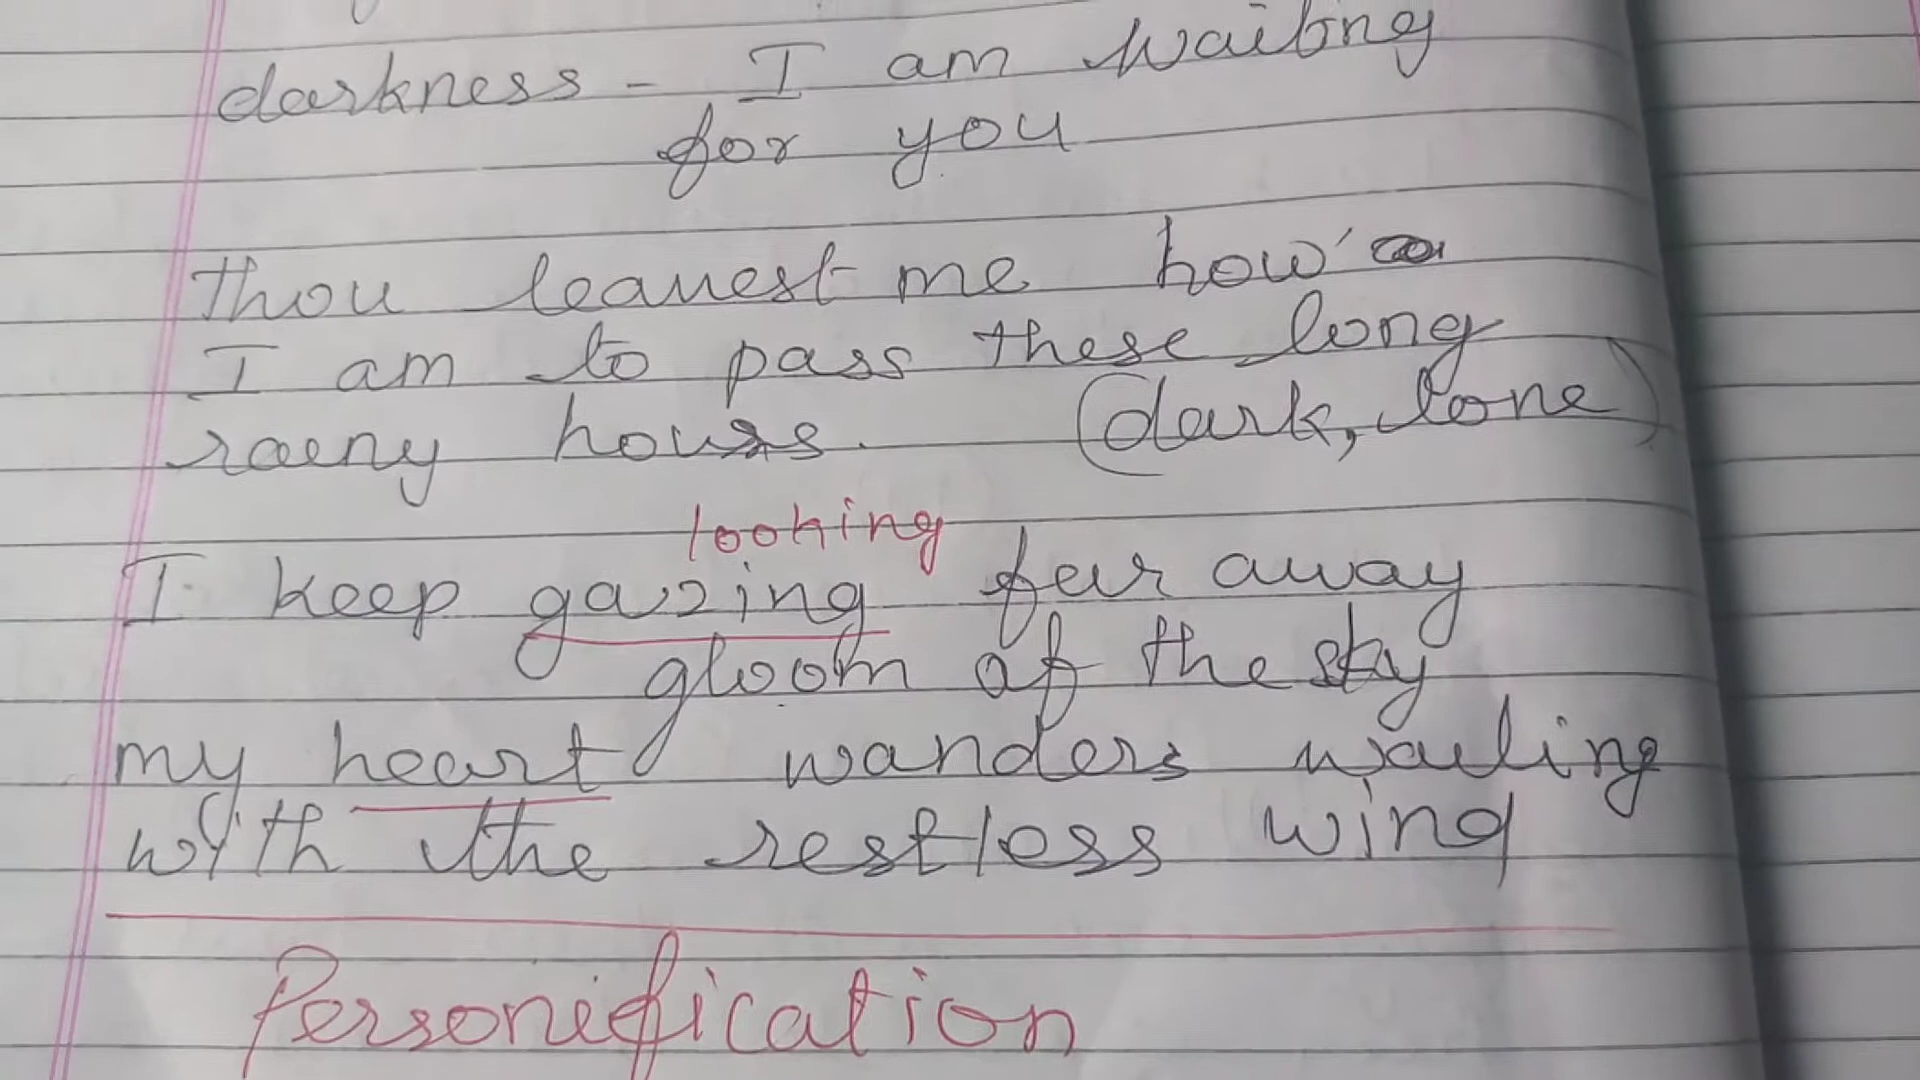 darkness - I am waiting
for you
Thou leavest me how
I am to pass these long
rainy hours. (dark, lone)
looking
I keep gazing far away
gloom of the sky
my heart wanders wailing
with the restless wind
Personification